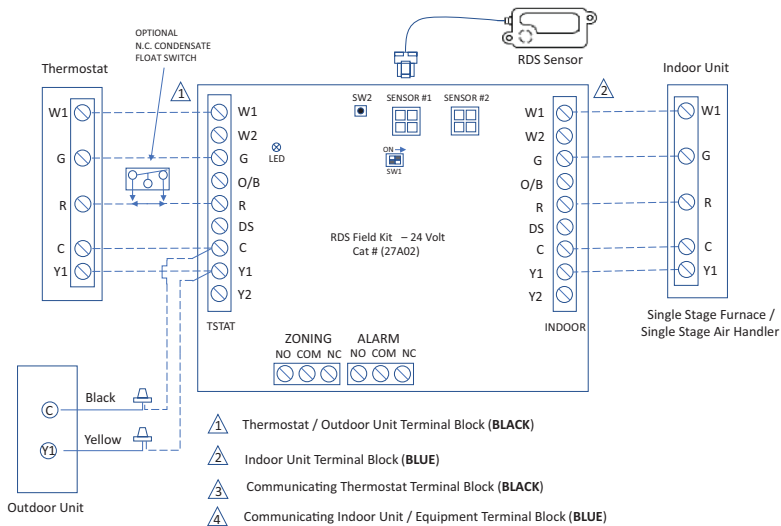 OPTIONAL
N.C. CONDENSATE
FLOAT SWITCH
RDS Sensor
Thermostat
Indoor Unit
1
2
W1
G
R
C
Y1
W1
W2
G
O/B
R
DS
C
Y1
Y2
TSTAT
SW2
SENSOR #1
SENSOR #2
LED
ON
SW1
RDS Field Kit – 24 Volt
Cat # (27A02)
ZONING
NO COM NC
ALARM
NO COM NC
W1
W2
G
O/B
R
DS
C
Y1
Y2
INDOOR
W1
G
R
C
Y1
Single Stage Furnace /
Single Stage Air Handler
C
Black
Y1
Yellow
Outdoor Unit
1 Thermostat / Outdoor Unit Terminal Block (BLACK)
2 Indoor Unit Terminal Block (BLUE)
3 Communicating Thermostat Terminal Block (BLACK)
4 Communicating Indoor Unit / Equipment Terminal Block (BLUE)